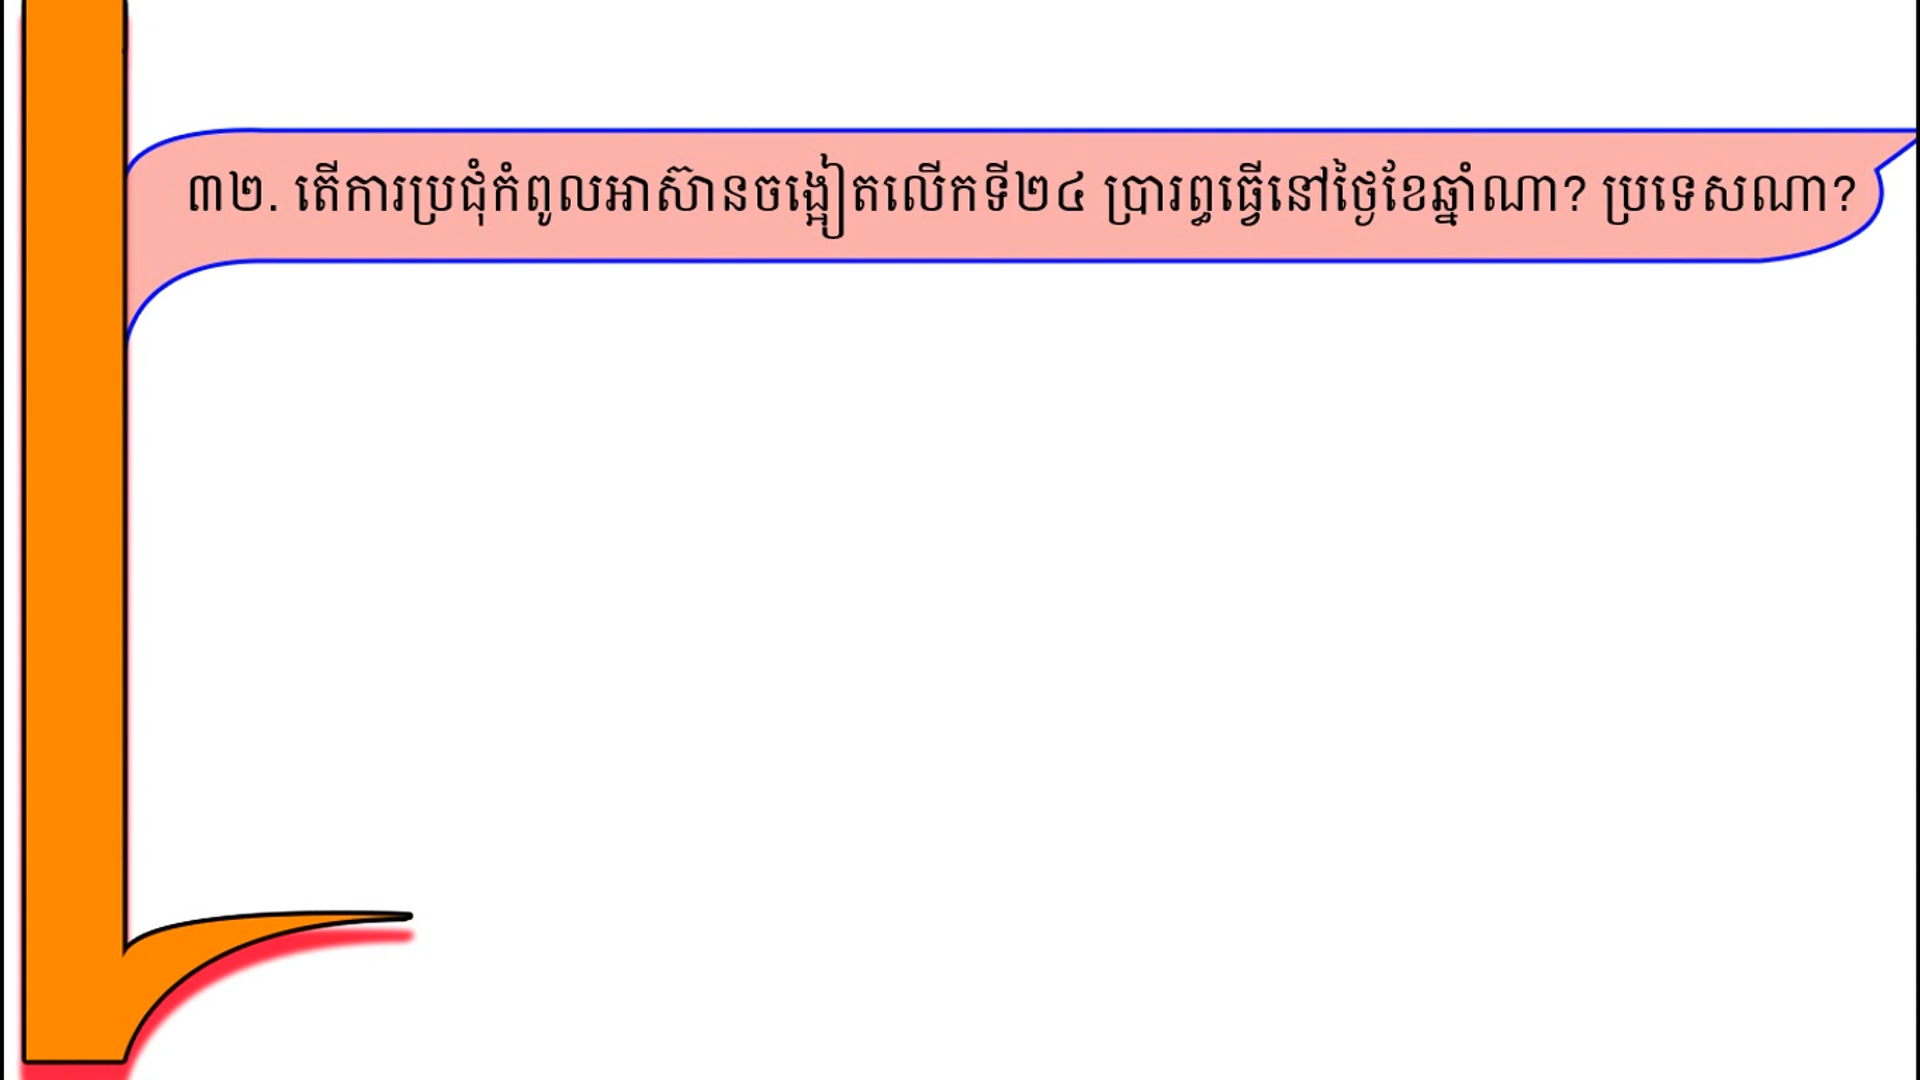 ៣២. តើការប្រជុំកំពូលអាស៊ានចង្អៀតលើកទី២៤ ប្រារព្ធធ្វើនៅថ្ងៃខែឆ្នាំណា? ប្រទេសណា?